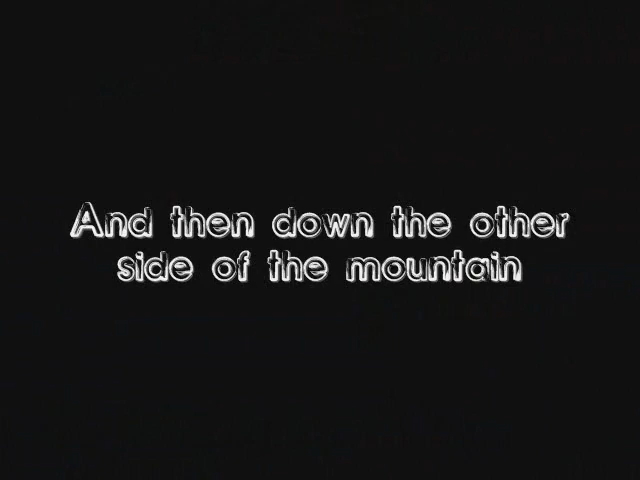 And then down the other
side of the mountain